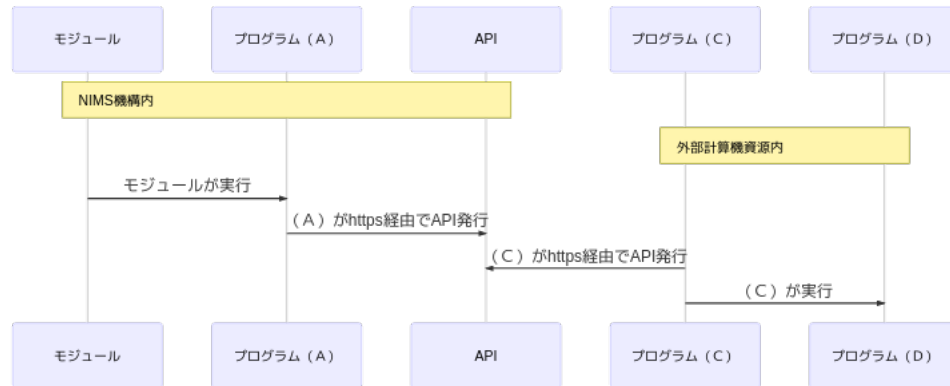 モジュール
プログラム（A）
API
プログラム（C）
プログラム（D）
NIMS機構内
外部計算機資源内
モジュールが実行
（A）がhttps経由でAPI発行
（C）がhttps経由でAPI発行
（C）が実行
モジュール
プログラム（A）
API
プログラム（C）
プログラム（D）